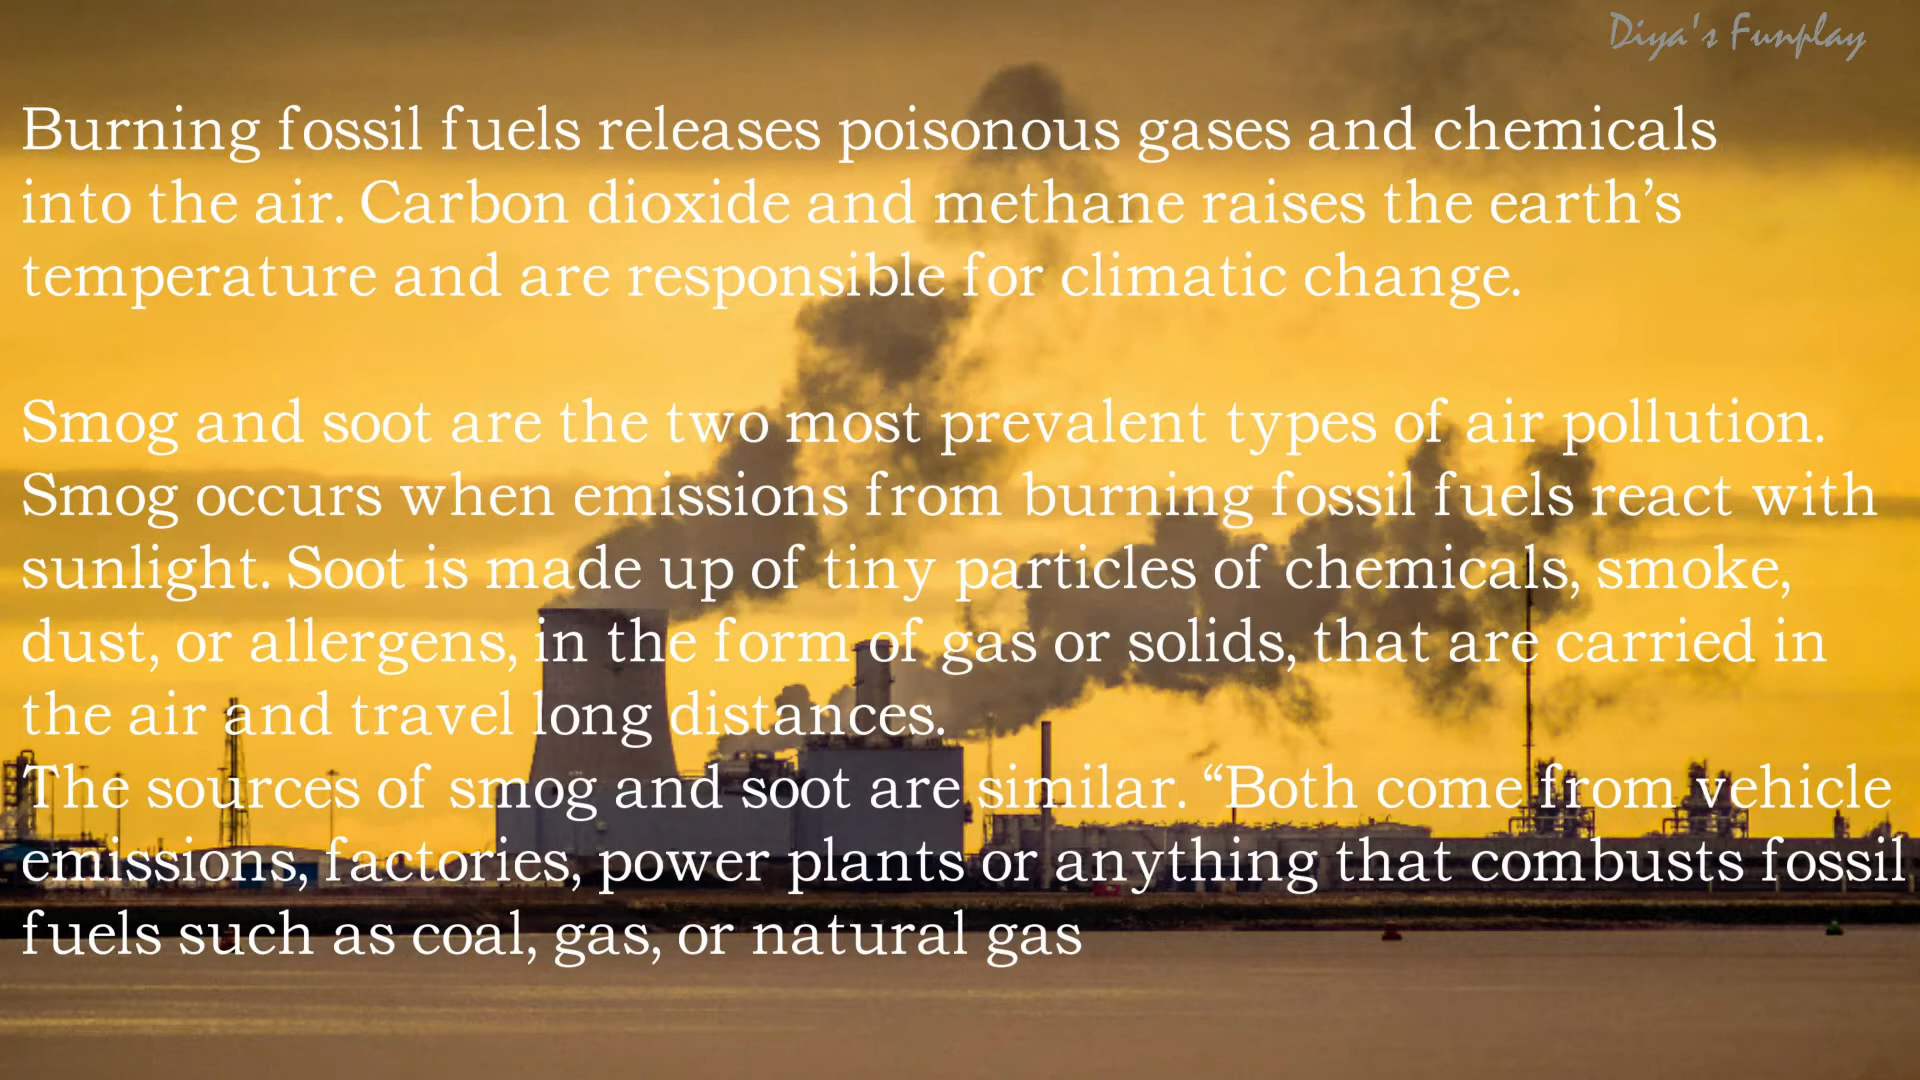 Diya's Funplay
Burning fossil fuels releases poisonous gases and chemicals
into the air. Carbon dioxide and methane raises the earth’s
temperature and are responsible for climatic change.
Smog and soot are the two most prevalent types of air pollution.
Smog occurs when emissions from burning fossil fuels react with
sunlight. Soot is made up of tiny particles of chemicals, smoke,
dust, or allergens, in the form of gas or solids, that are carried in
the air and travel long distances.
The sources of smog and soot are similar. “Both come from vehicle
emissions, factories, power plants or anything that combusts fossil
fuels such as coal, gas, or natural gas